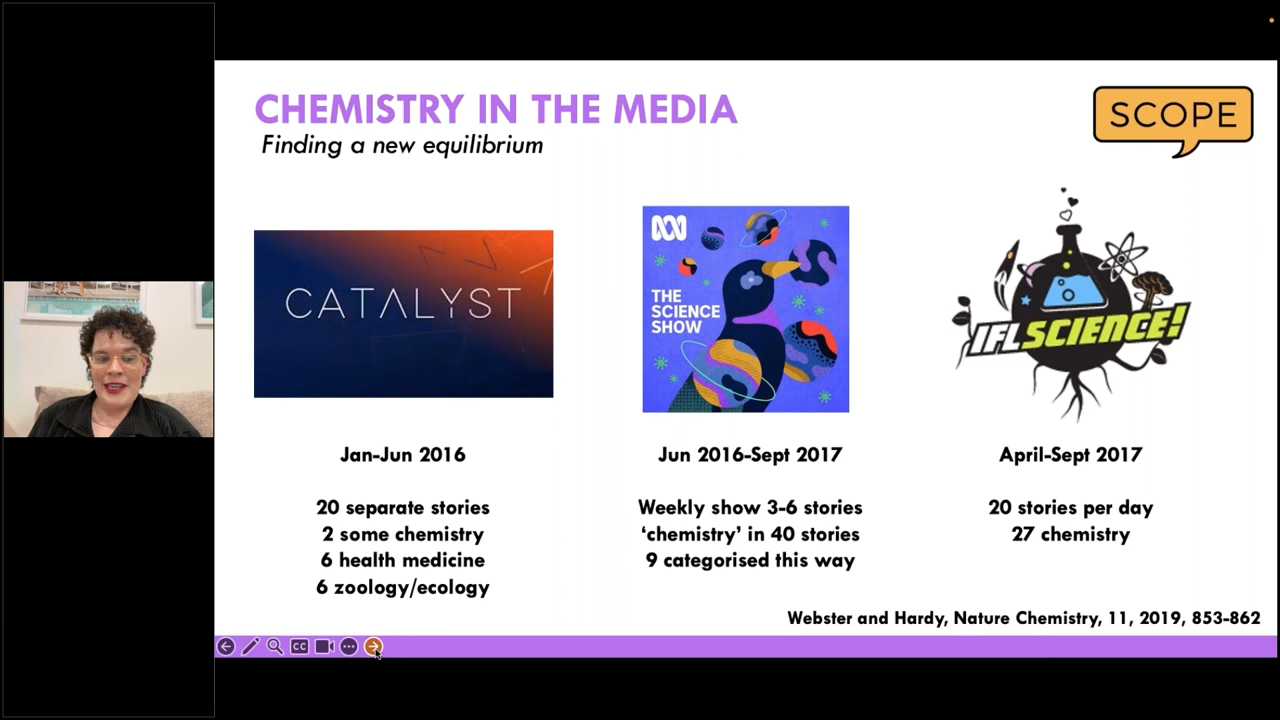 CHEMISTRY IN THE MEDIA
Finding a new equilibrium
SCOPE
CATALYST
THE
SCIENCE
SHOW
IFLSCIENCE!
Jan-Jun 2016
20 separate stories
2 some chemistry
6 health medicine
6 zoology/ecology
Jun 2016-Sept 2017
Weekly show 3-6 stories
‘chemistry’ in 40 stories
9 categorised this way
April-Sept 2017
20 stories per day
27 chemistry
Webster and Hardy, Nature Chemistry, 11, 2019, 853-862
CC